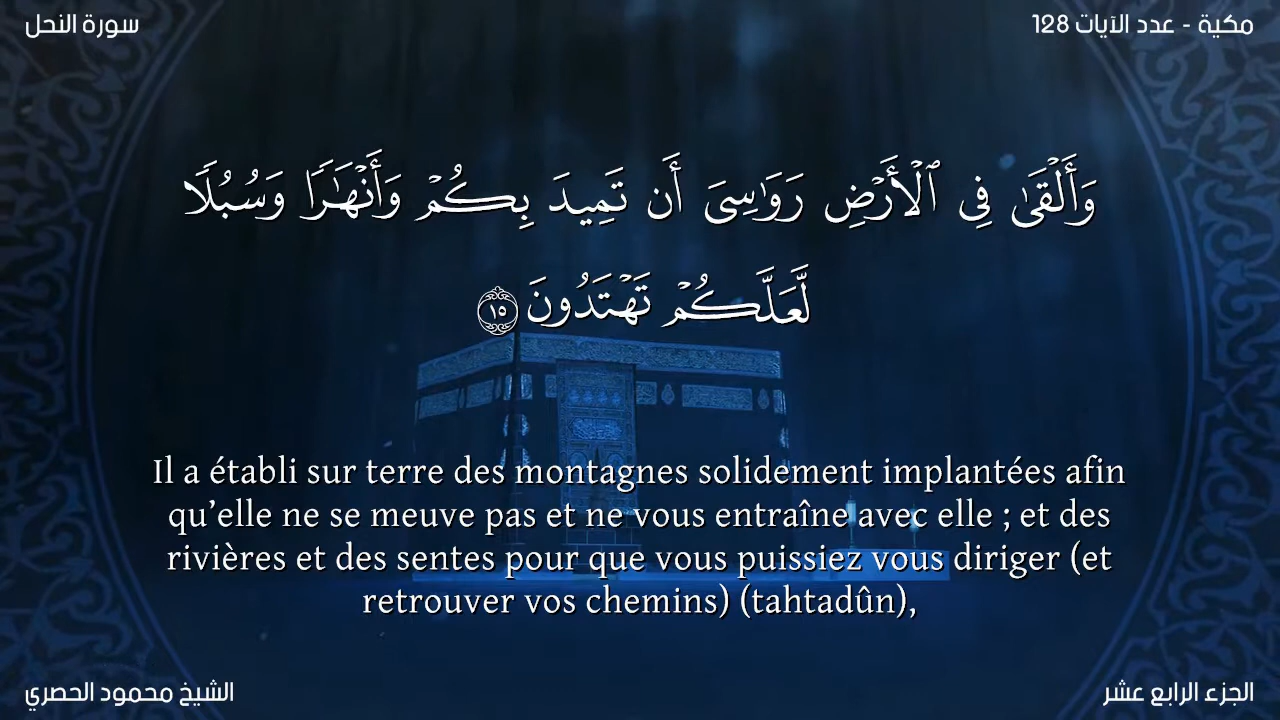 سورة النحل
مكية - عدد الآيات 128
وَأَلْقَىٰ فِى ٱلْأَرْضِ رَوَٰسِىَ أَن تَمِيدَ بِكُمْ وَأَنْهَـٰرًا وَسُبُلًا
لَّعَلَّكُمْ تَهْتَدُونَ ١٥
Il a établi sur terre des montagnes solidement implantées afin
qu’elle ne se meuve pas et ne vous entraîne avec elle ; et des
rivières et des sentes pour que vous puissiez vous diriger (et
retrouver vos chemins) (tahtadûn),
الشيخ محمود الحصري
الجزء الرابع عشر